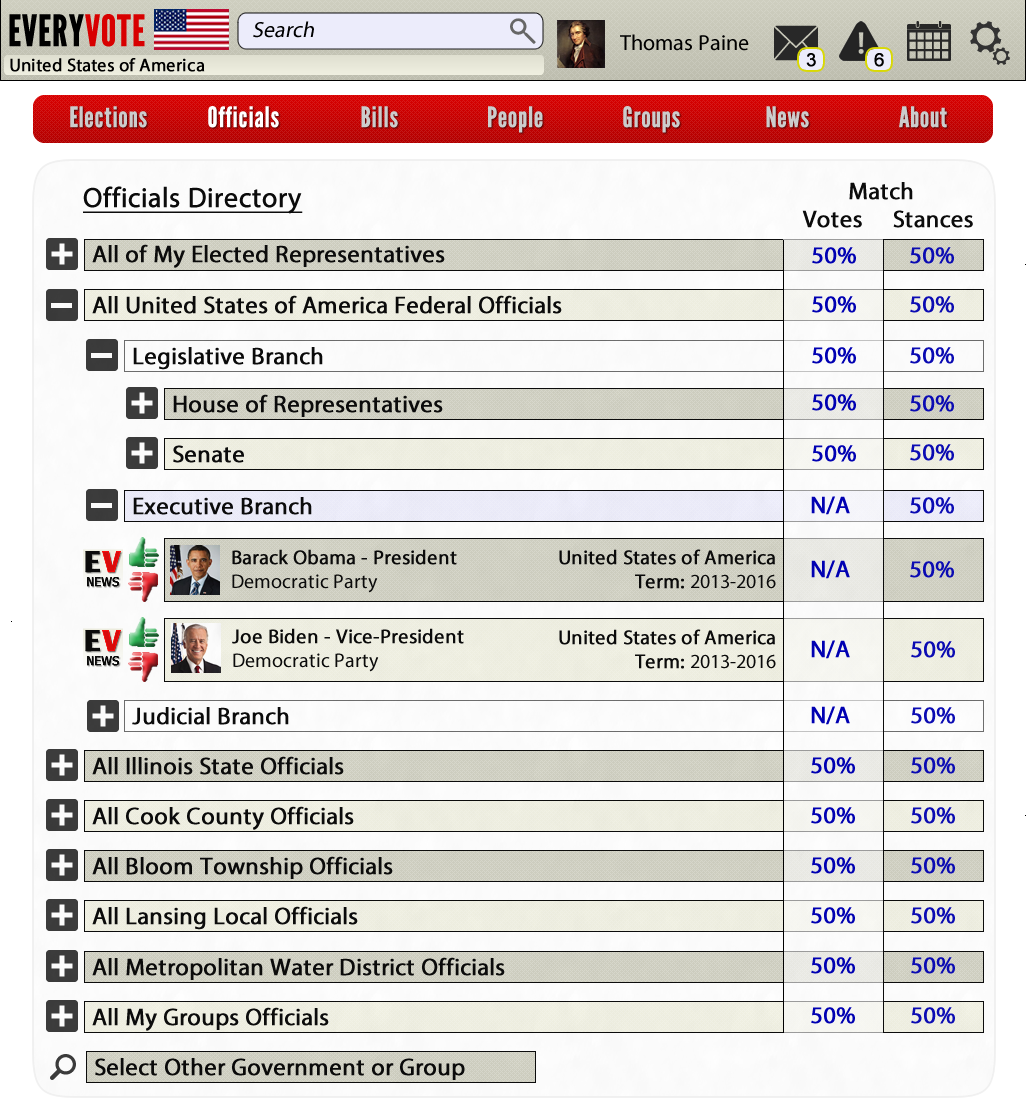 EVERYVOTE
Search
Thomas Paine
3
6
United States of America
Elections Officials Bills People Groups News About
Officials Directory
Match
Votes Stances
All of My Elected Representatives 50% 50%
All United States of America Federal Officials 50% 50%
Legislative Branch 50% 50%
House of Representatives 50% 50%
Senate 50% 50%
Executive Branch N/A 50%
EV NEWS
Barack Obama - President United States of America
Democratic Party Term: 2013-2016
N/A 50%
EV NEWS
Joe Biden - Vice-President United States of America
Democratic Party Term: 2013-2016
N/A 50%
Judicial Branch N/A 50%
All Illinois State Officials 50% 50%
All Cook County Officials 50% 50%
All Bloom Township Officials 50% 50%
All Lansing Local Officials 50% 50%
All Metropolitan Water District Officials 50% 50%
All My Groups Officials 50% 50%
Select Other Government or Group